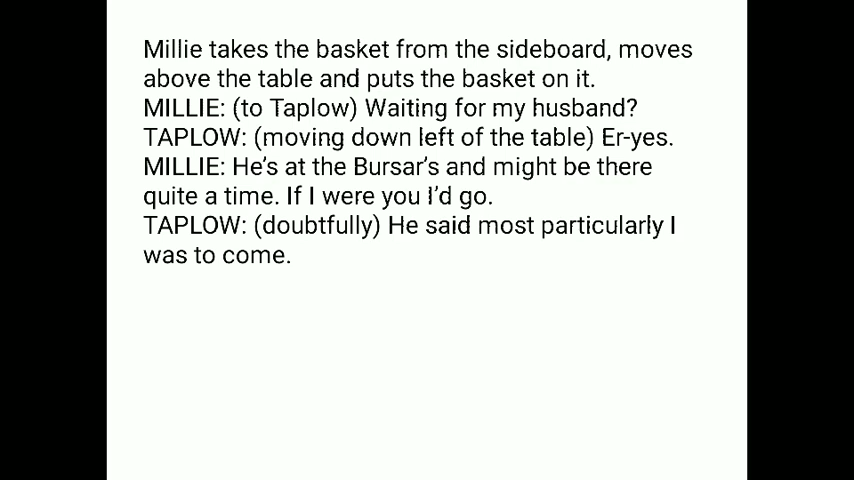 Millie takes the basket from the sideboard, moves
above the table and puts the basket on it.
MILLIE: (to Taplow) Waiting for my husband?
TAPLOW: (moving down left of the table) Er-yes.
MILLIE: He’s at the Bursar’s and might be there
quite a time. If I were you I’d go.
TAPLOW: (doubtfully) He said most particularly I
was to come.